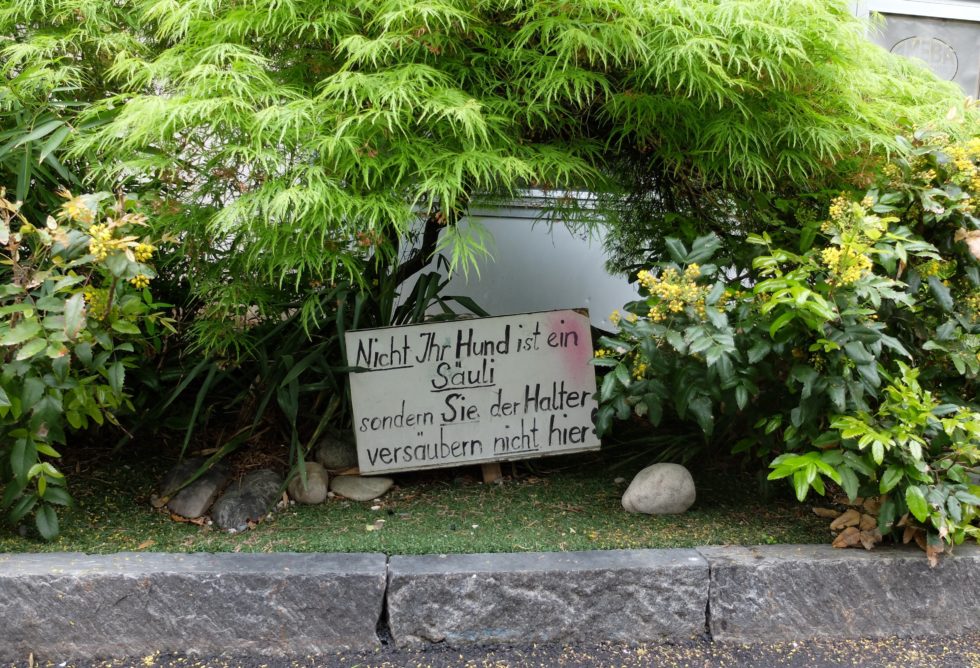 Nicht Ihr Hund ist ein
Säuli
sondern Sie der Halter
versäubern nicht hier